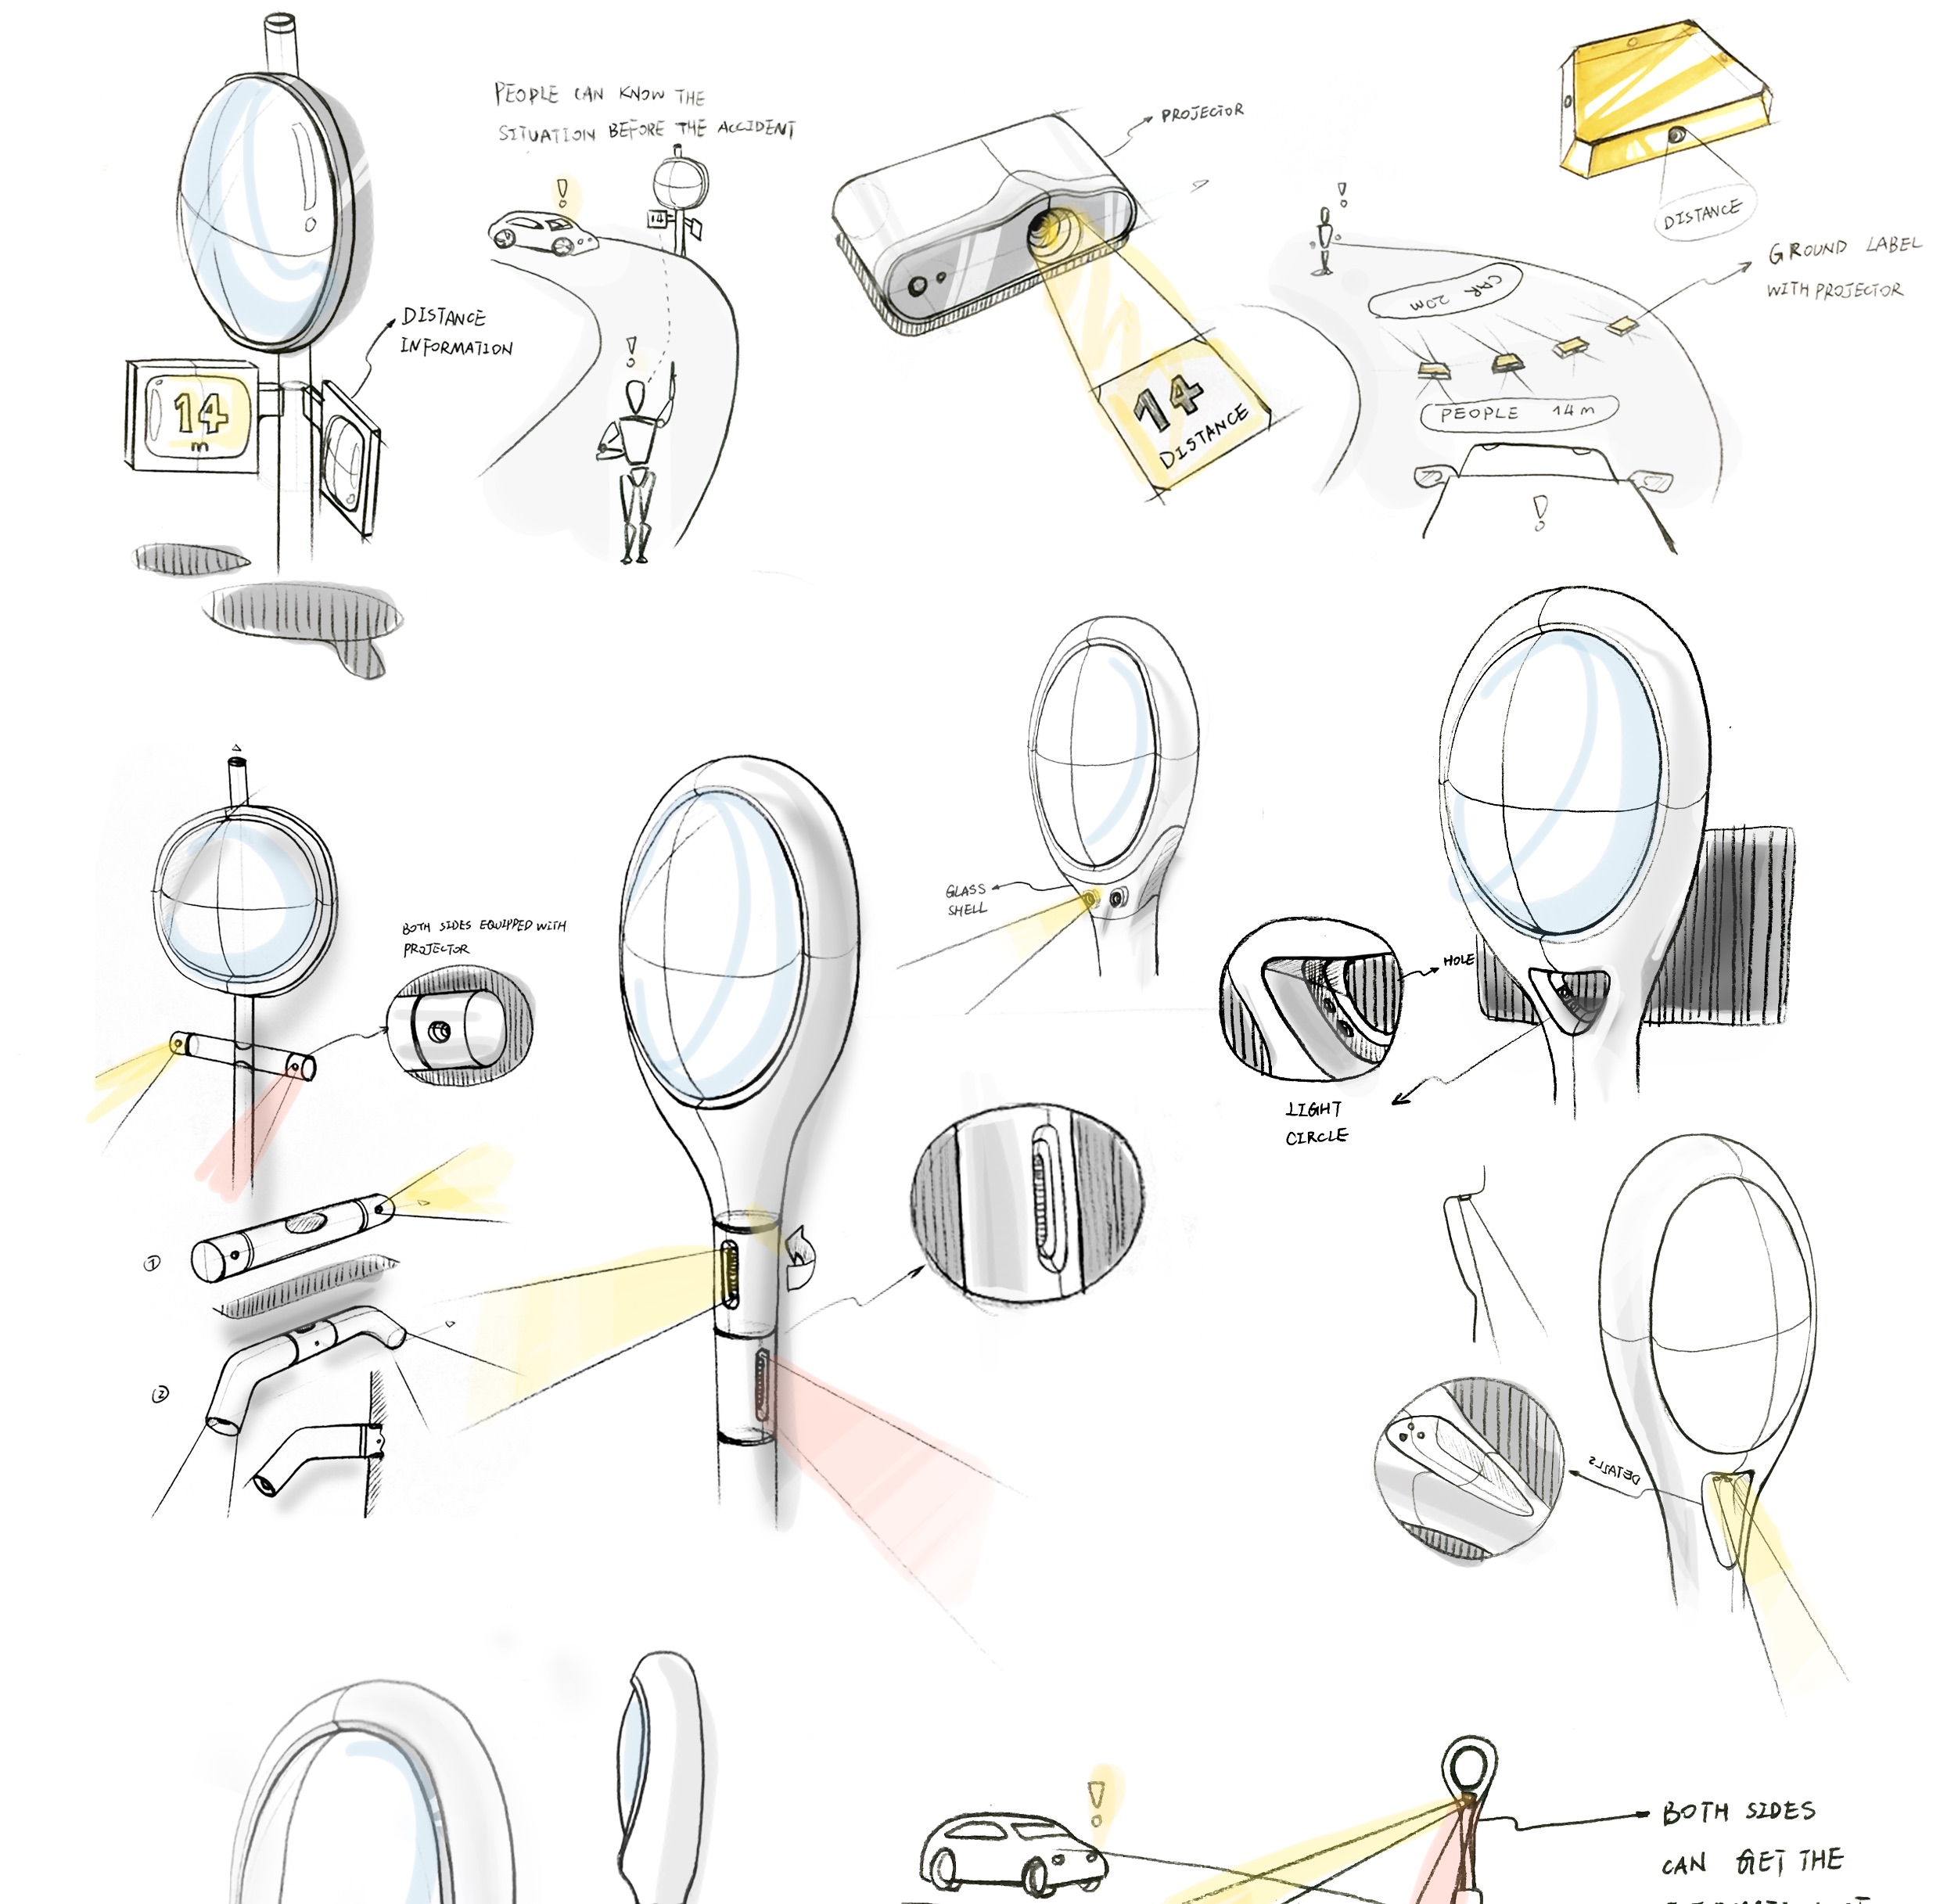 PEOPLE CAN KNOW THE
SITUATION BEFORE THE ACCIDENT
14
DISTANCE
INFORMATION
14
m
PROJECTOR
14
DISTANCE
DISTANCE
GROUND LABEL
WITH PROJECTOR
CAR 20m
PEOPLE 14m
BOTH SIDES EQUIPPED WITH
PROJECTOR
GLASS
SHELL
HOLE
LIGHT
CIRCLE
①
②
DETAILS
BOTH SIDES
CAN GET THE